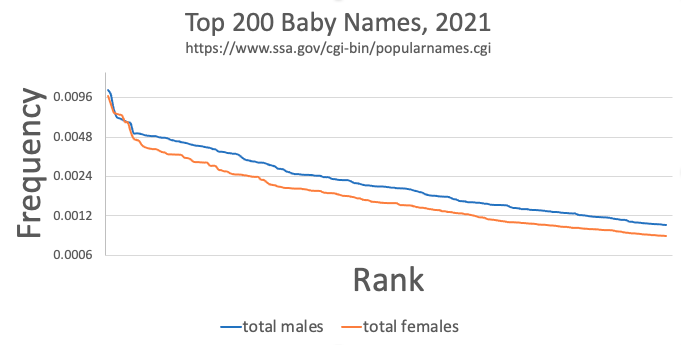 Top 200 Baby Names, 2021
https://www.ssa.gov/cgi-bin/popularnames.cgi
Frequency
0.0096
0.0048
0.0024
0.0012
0.0006
Rank
total males
total females